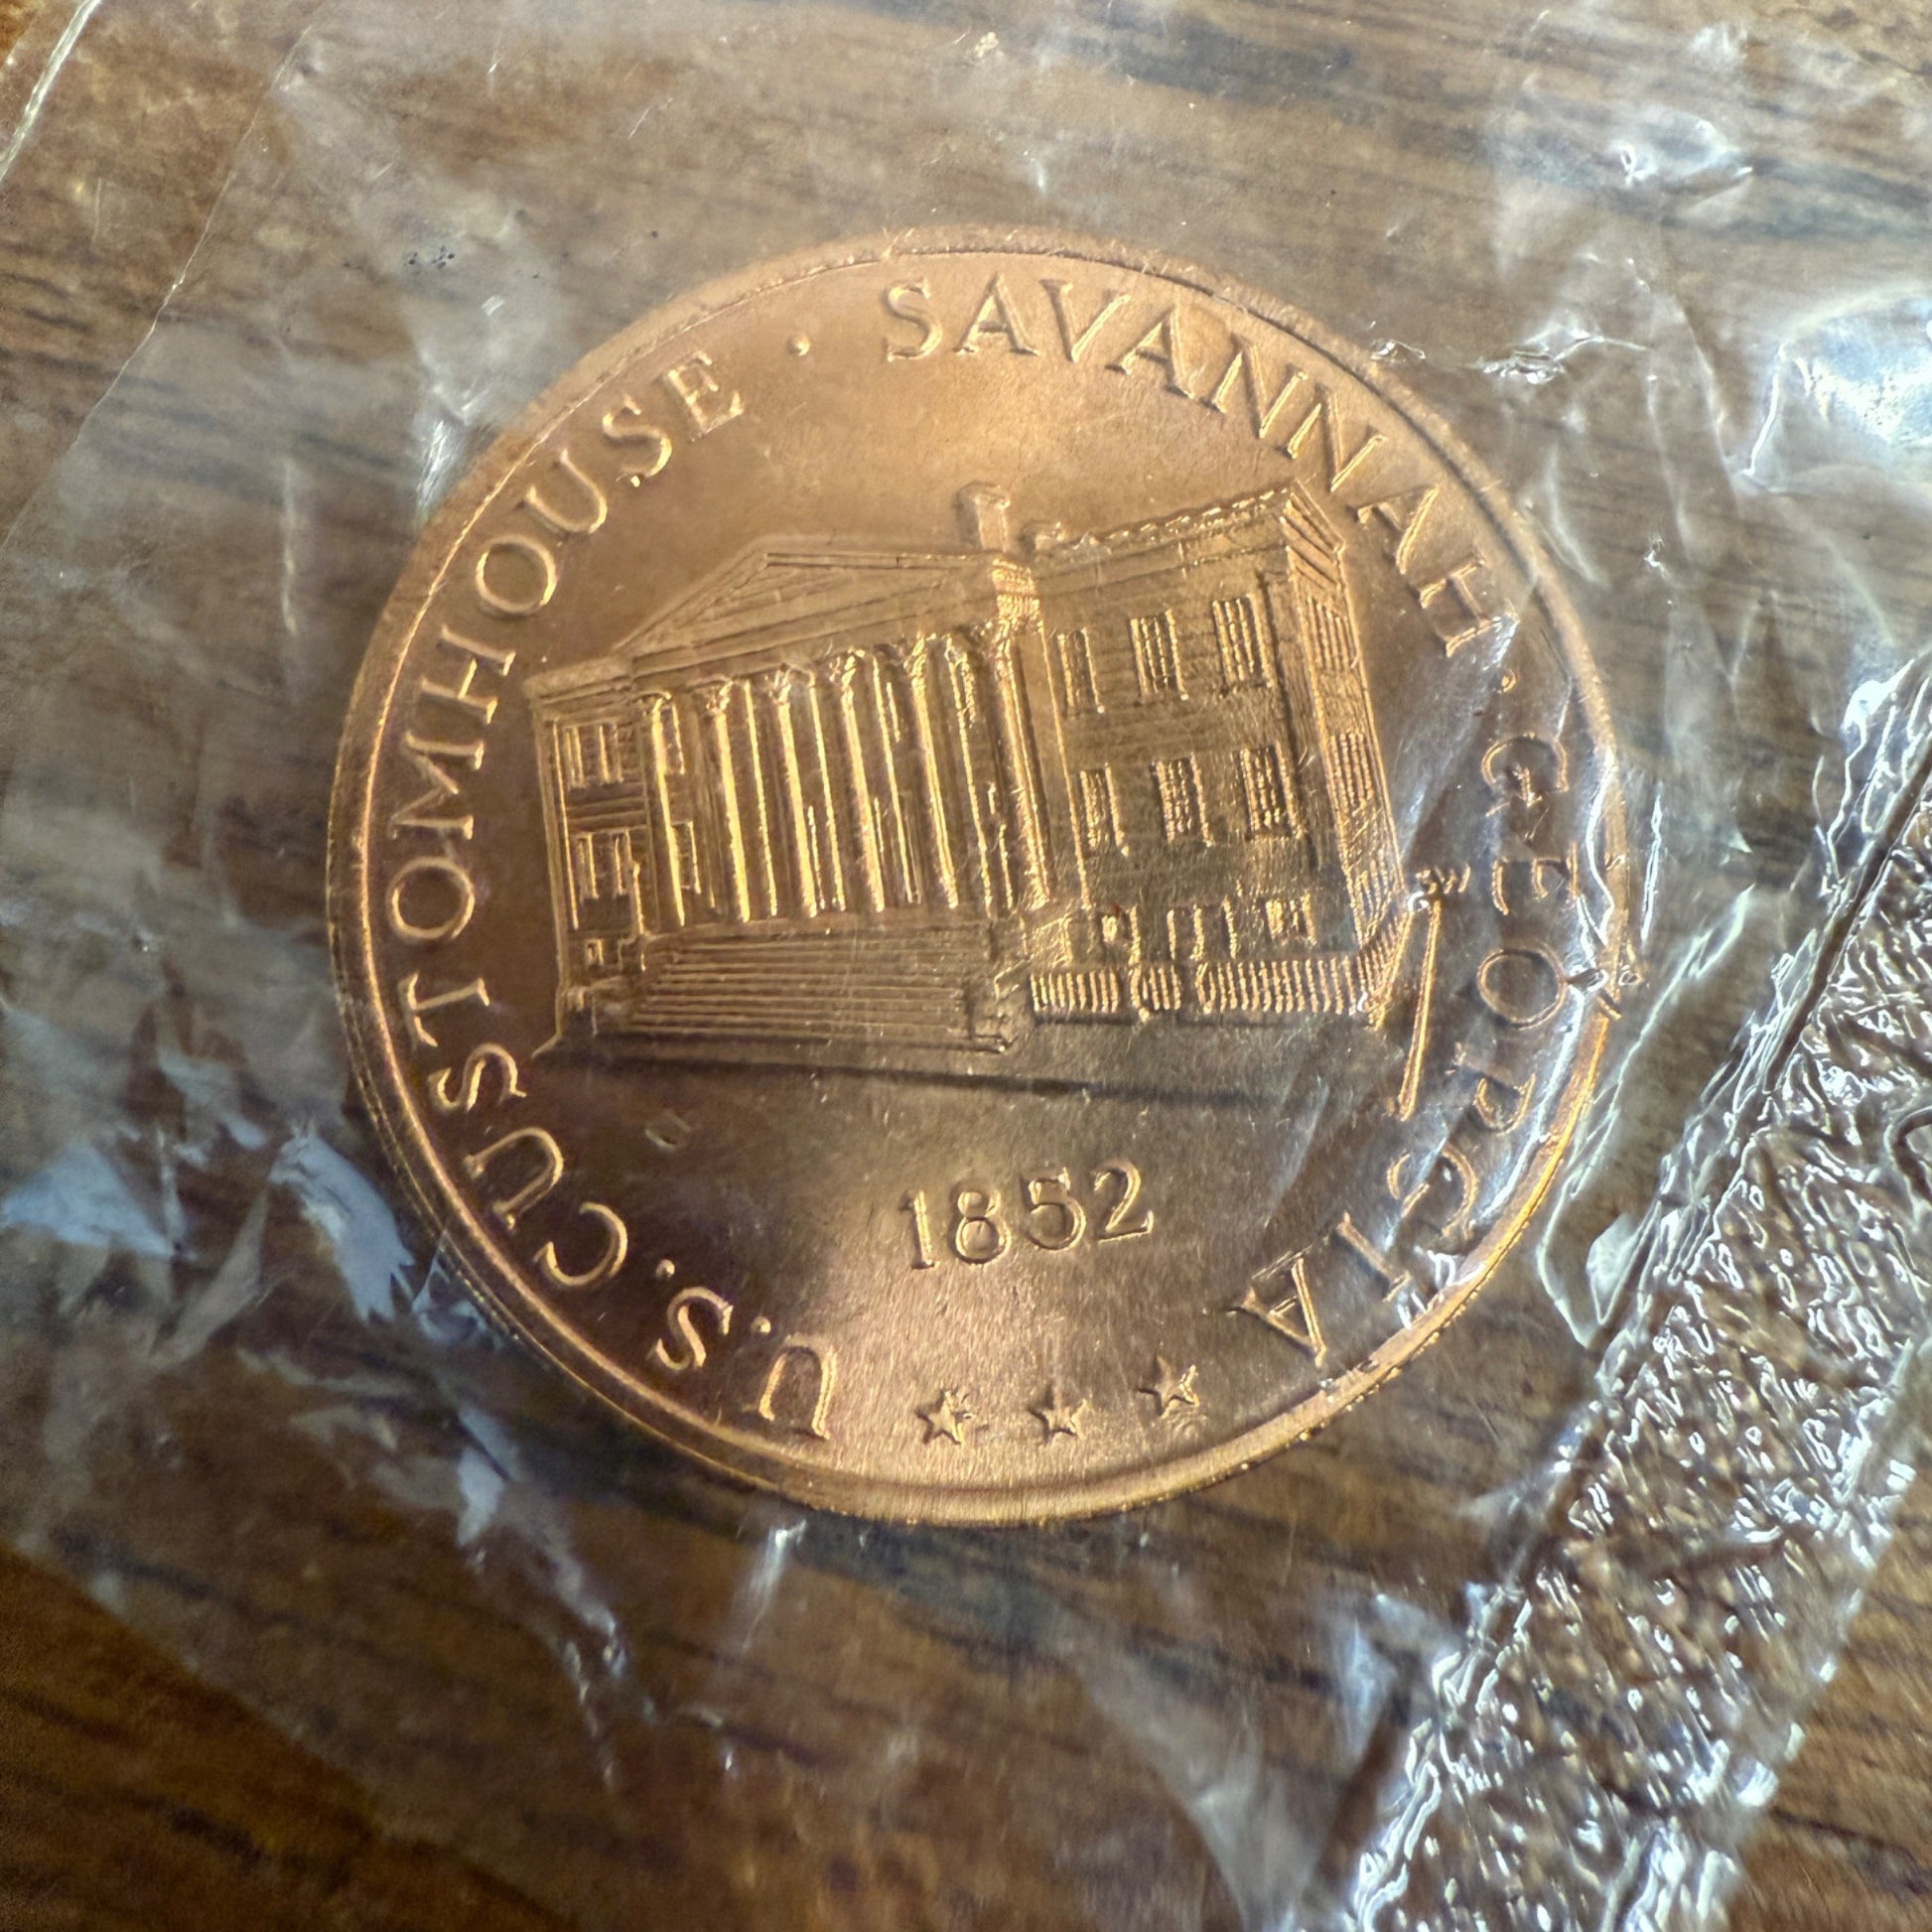 U.S. CUSTOMHOUSE · SAVANNAH · GEORGIA
1852